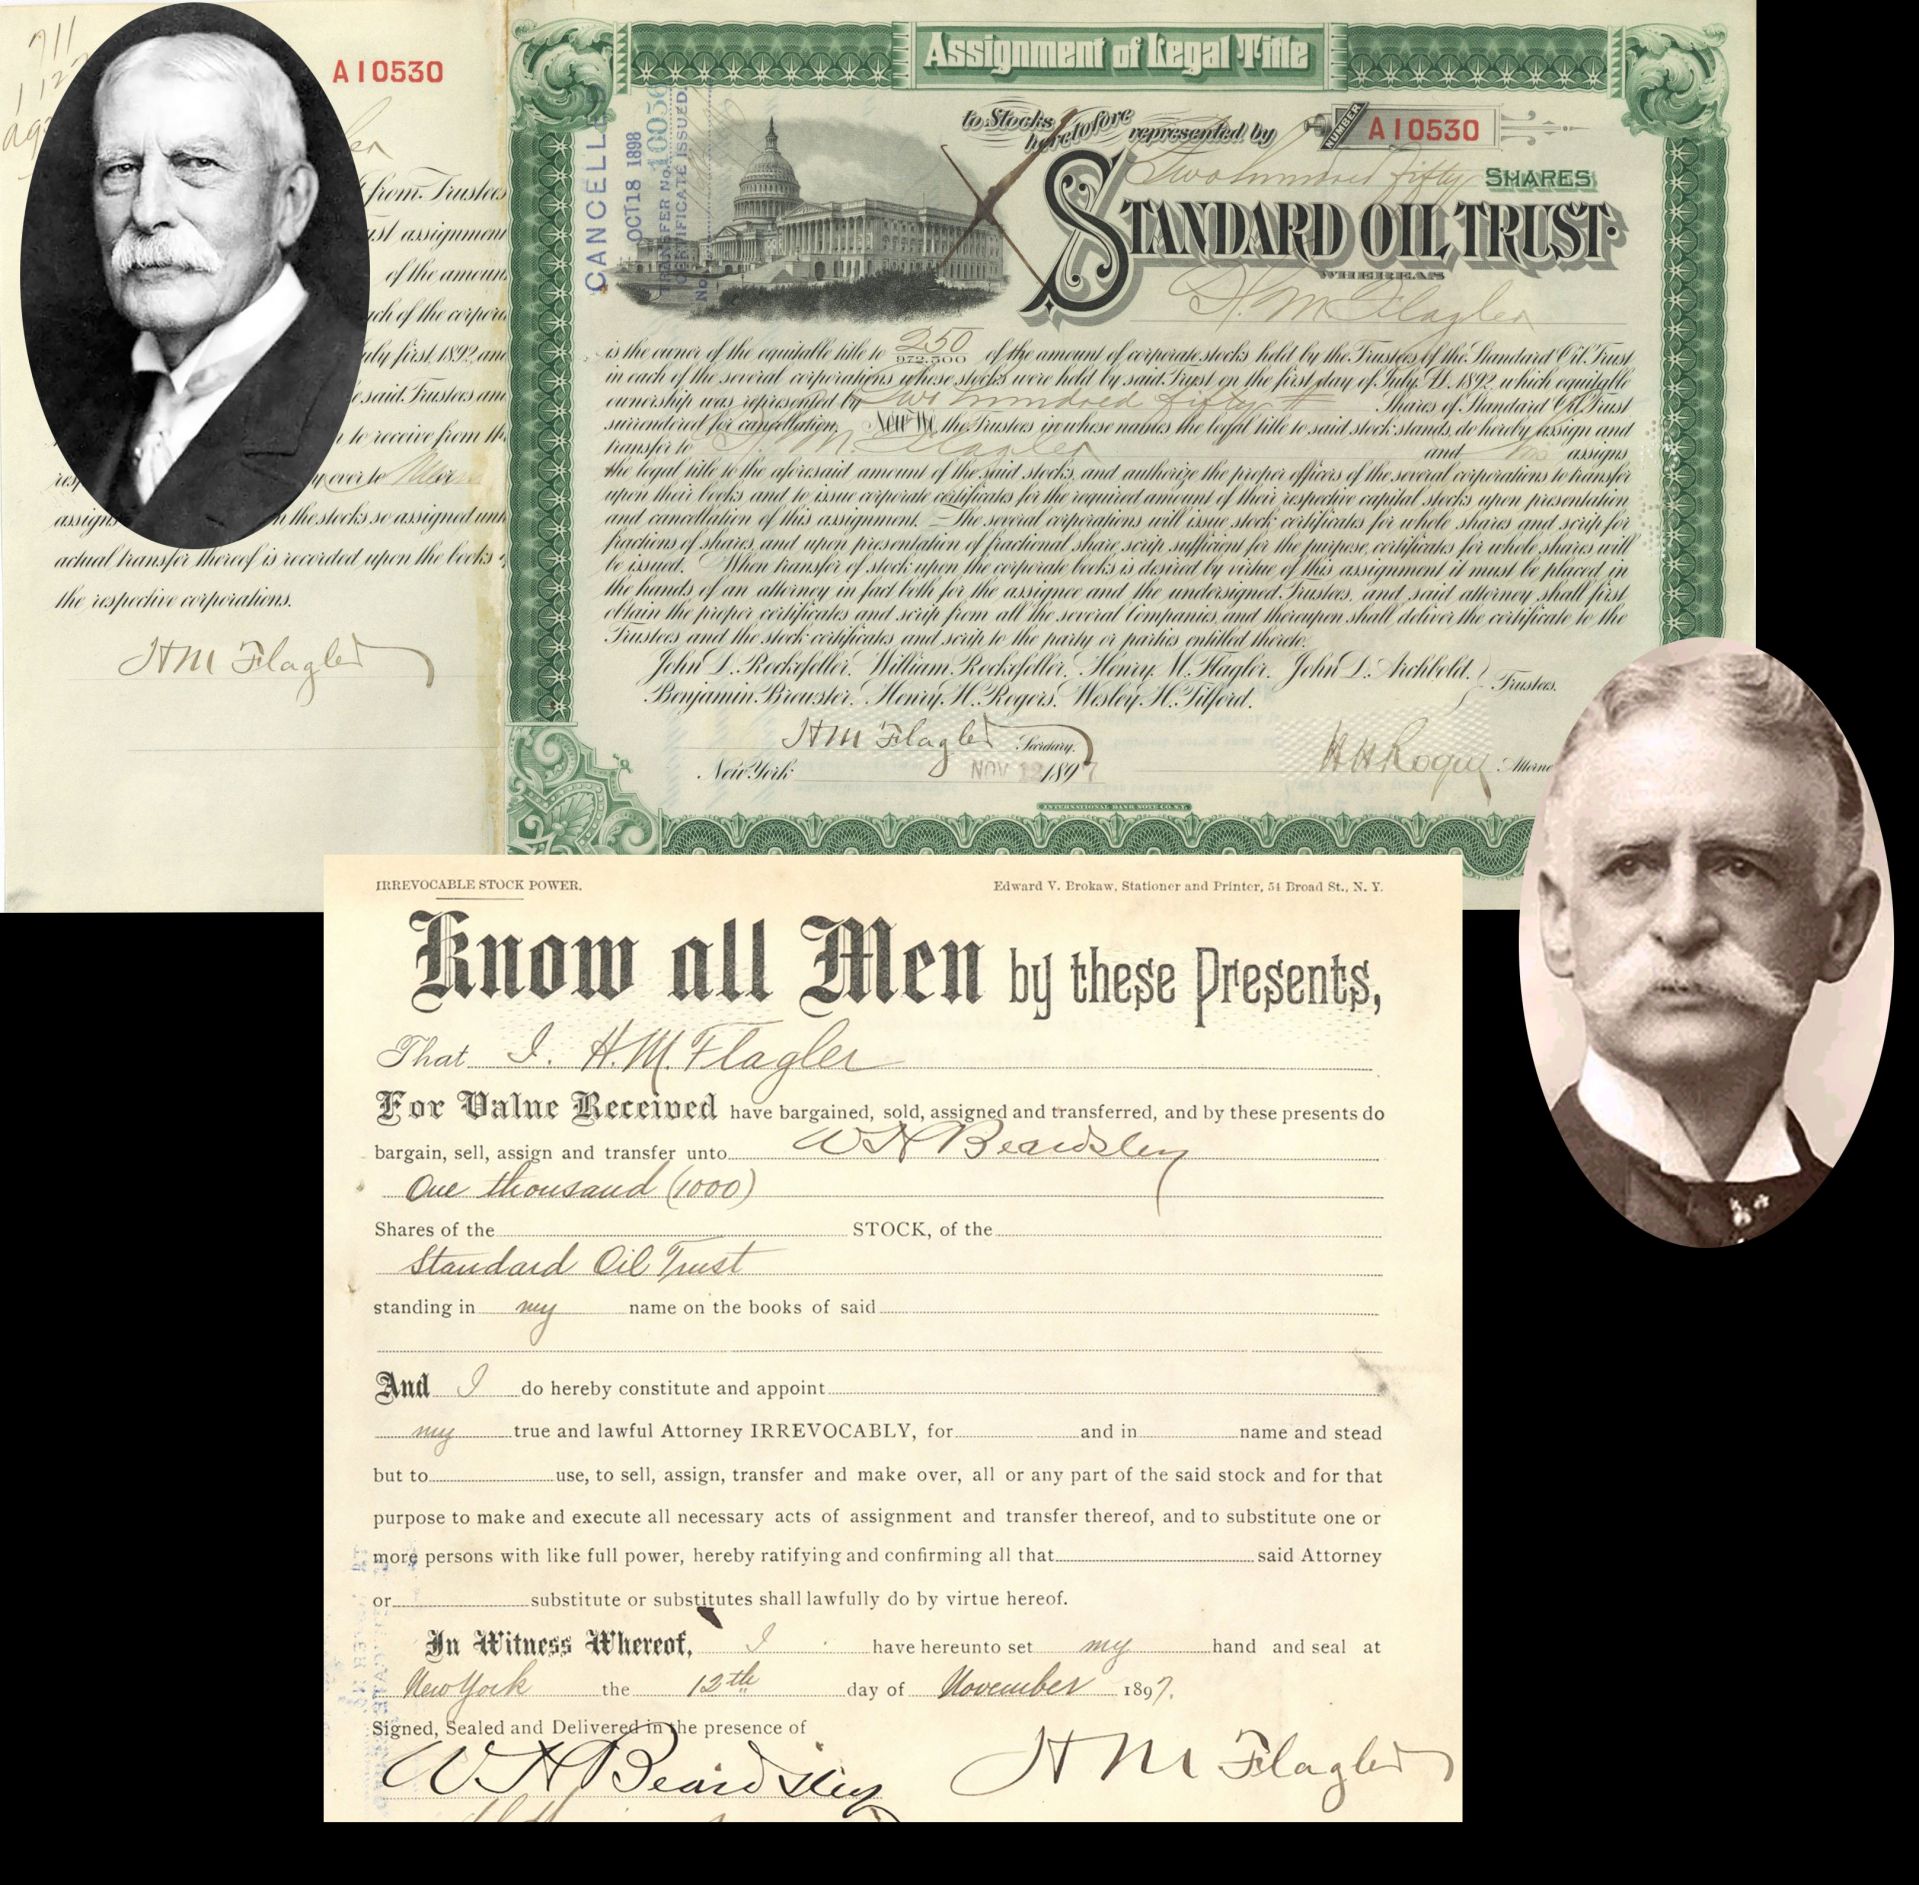 711
A10530
from Trustees
assignment
of the amoun
ch of the corpora
uly first, 1892, and
e said Trustees and
to receive from th
y over to
assigns
the stocks so assigned unt
actual transfer thereof is recorded upon the books
the respective corporations.
H M Flagler
Assignment of Legal Title
to Stocks heretofore represented by
NUMBER A10530
Two hundred fifty SHARES
STANDARD OIL TRUST.
WHEREAS
H. M Flagler
CANCELLED
OCT 18 1898
TRANSFER No.
CERTIFICATE ISSUED.
No.
is the owner of the equitable title to 250/972,500 of the amount of corporate stocks held by the Trustees of the Standard Oil Trust
in each of the several corporations whose stocks were held by said Trust on the first day of July A.D. 1892, which equitable
ownership was represented by Two hundred fifty Shares of Standard Oil Trust
surrendered for cancellation. Now We the Trustees in whose names the legal title to said stock stands, do hereby assign and
transfer to H. M. Flagler and his assigns
the legal title to the aforesaid amount of the said stocks, and authorize the proper officers of the several corporations to transfer
upon their books and to issue corporate certificates for the required amount of their respective capital stocks upon presentation
and cancellation of this assignment. – The several corporations will issue stock certificates for whole shares and scrip for
fractions of shares, and upon presentation of fractional share scrip sufficient for the purpose, certificates for whole shares will
be issued. When transfer of stock upon the corporate books is desired by virtue of this assignment it must be placed in
the hands of an attorney in fact both for the assignee and the undersigned Trustees, and said attorney shall first
obtain the proper certificates and scrip from all the several Companies, and thereupon shall deliver the certificate to the
Trustees and the stock certificates and scrip to the party or parties entitled thereto.
John D. Rockefeller. William Rockefeller. Henry M. Flagler. John D. Archbold. Trustees.
Benjamin Brewster. Henry H. Rogers. Wesley H. Tilford.
H M Flagler Secretary. H H Rogers Attorne
New York NOV 12 1897
INTERNATIONAL BANK NOTE CO. N.Y.
IRREVOCABLE STOCK POWER. Edward V. Brokaw, Stationer and Printer, 54 Broad St., N. Y.
Know all Men by these Presents,
That I. H. M. Flagler
For Value Received have bargained, sold, assigned and transferred, and by these presents do
bargain, sell, assign and transfer unto W H Beardsley
One thousand (1000)
Shares of the STOCK, of the
Standard Oil Trust
standing in my name on the books of said
And I do hereby constitute and appoint
my true and lawful Attorney IRREVOCABLY, for and in name and stead
but to use, to sell, assign, transfer and make over, all or any part of the said stock and for that
purpose to make and execute all necessary acts of assignment and transfer thereof, and to substitute one or
more persons with like full power, hereby ratifying and confirming all that said Attorney
or substitute or substitutes shall lawfully do by virtue hereof.
In Witness Whereof, I have hereunto set my hand and seal at
New York the 12th day of November 1897.
Signed, Sealed and Delivered in the presence of
W H Beardsley H M Flagler